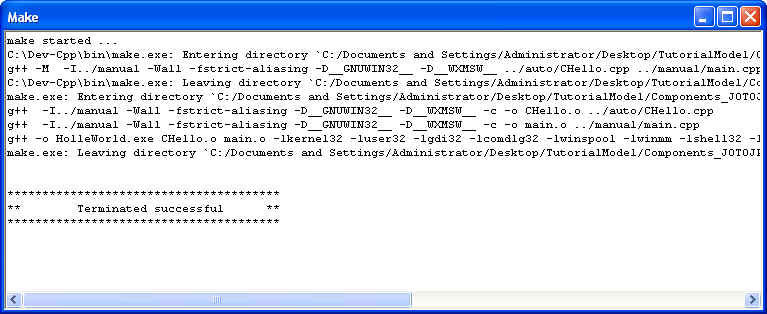 Make
make started ...
C:\Dev-Cpp\bin\make.exe: Entering directory `C:/Documents and Settings/Administrator/Desktop/TutorialModel/C
g++ -M  -I../manual -Wall -fstrict-aliasing -D__GNUWIN32__ -D__WXMSW__ ../auto/CHello.cpp ../manual/main.cpp
C:\Dev-Cpp\bin\make.exe: Leaving directory `C:/Documents and Settings/Administrator/Desktop/TutorialModel/Co
make.exe: Entering directory `C:/Documents and Settings/Administrator/Desktop/TutorialModel/Components_JOTOJ
g++  -I../manual -Wall -fstrict-aliasing -D__GNUWIN32__ -D__WXMSW__ -c -o CHello.o ../auto/CHello.cpp
g++  -I../manual -Wall -fstrict-aliasing -D__GNUWIN32__ -D__WXMSW__ -c -o main.o ../manual/main.cpp
g++ -o HolleWorld.exe CHello.o main.o -lkernel32 -luser32 -lgdi32 -lcomdlg32 -lwinspool -lwinmm -lshell32 -l
make.exe: Leaving directory `C:/Documents and Settings/Administrator/Desktop/TutorialModel/Components_JOTOJF
***************************************
**        Terminated successful      **
***************************************